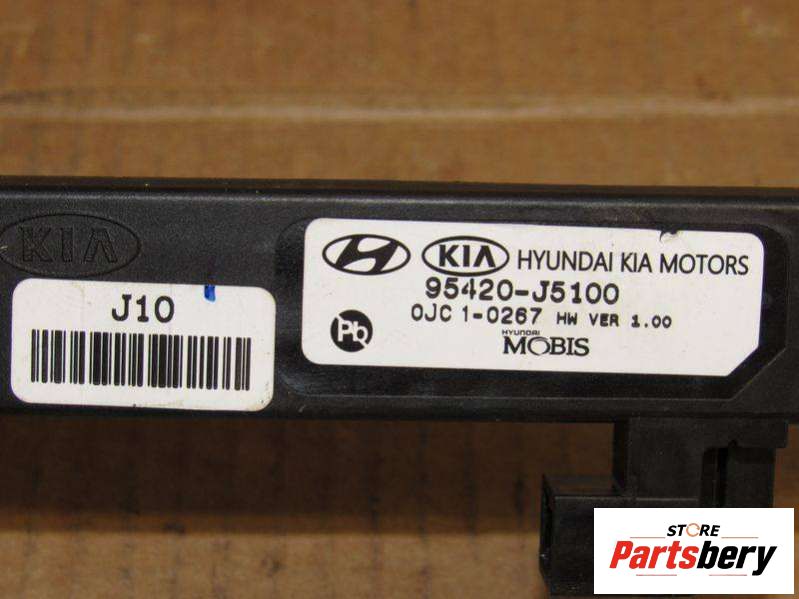 KIA
J10
KIA HYUNDAI KIA MOTORS
95420-J5100
0JC 1-0267 HW VER 1.00
Pb
HYUNDAI
MOBIS
STORE
Partsbery